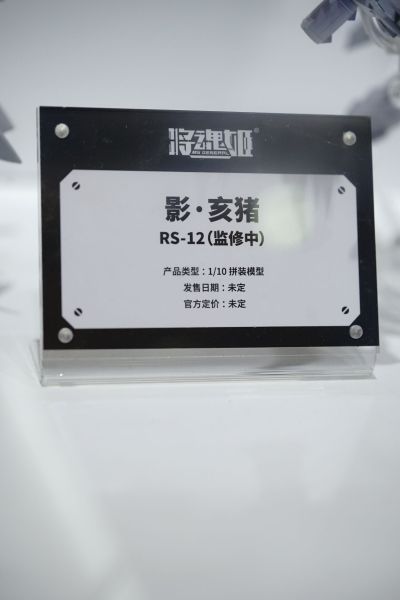 将魂姬®
MS GENERAL
影·亥猪
RS-12（监修中）
产品类型：1/10 拼装模型
发售日期：未定
官方定价：未定